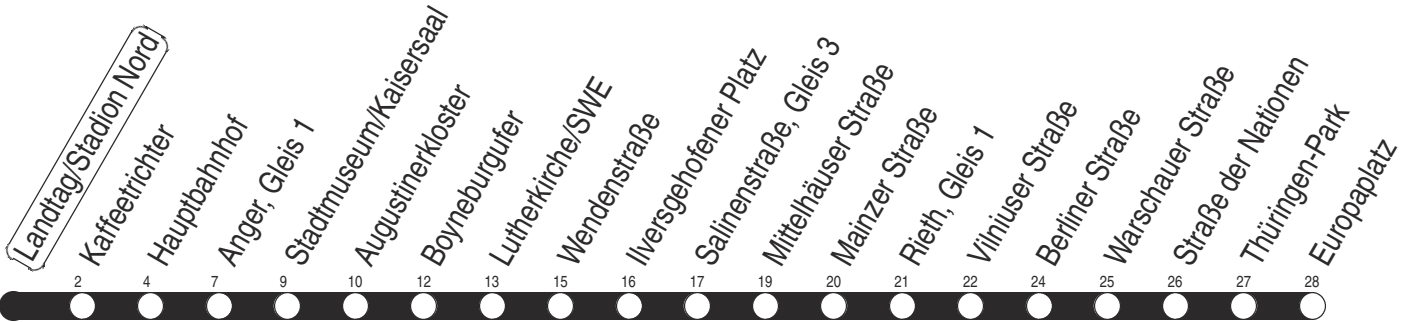 Landtag/Stadion Nord
Kaffeetrichter
Hauptbahnhof
Anger, Gleis 1
Stadtmuseum/Kaisersaal
Augustinerkloster
Boyneburgufer
Lutherkirche/SWE
Wendenstraße
Ilversgehofener Platz
Salinenstraße, Gleis 3
Mittelhäuser Straße
Mainzer Straße
Rieth, Gleis 1
Vilniuser Straße
Berliner Straße
Warschauer Straße
Straße der Nationen
Thüringen-Park
Europaplatz
2 4 7 9 10 12 13 15 16 17 19 20 21 22 24 25 26 27 28